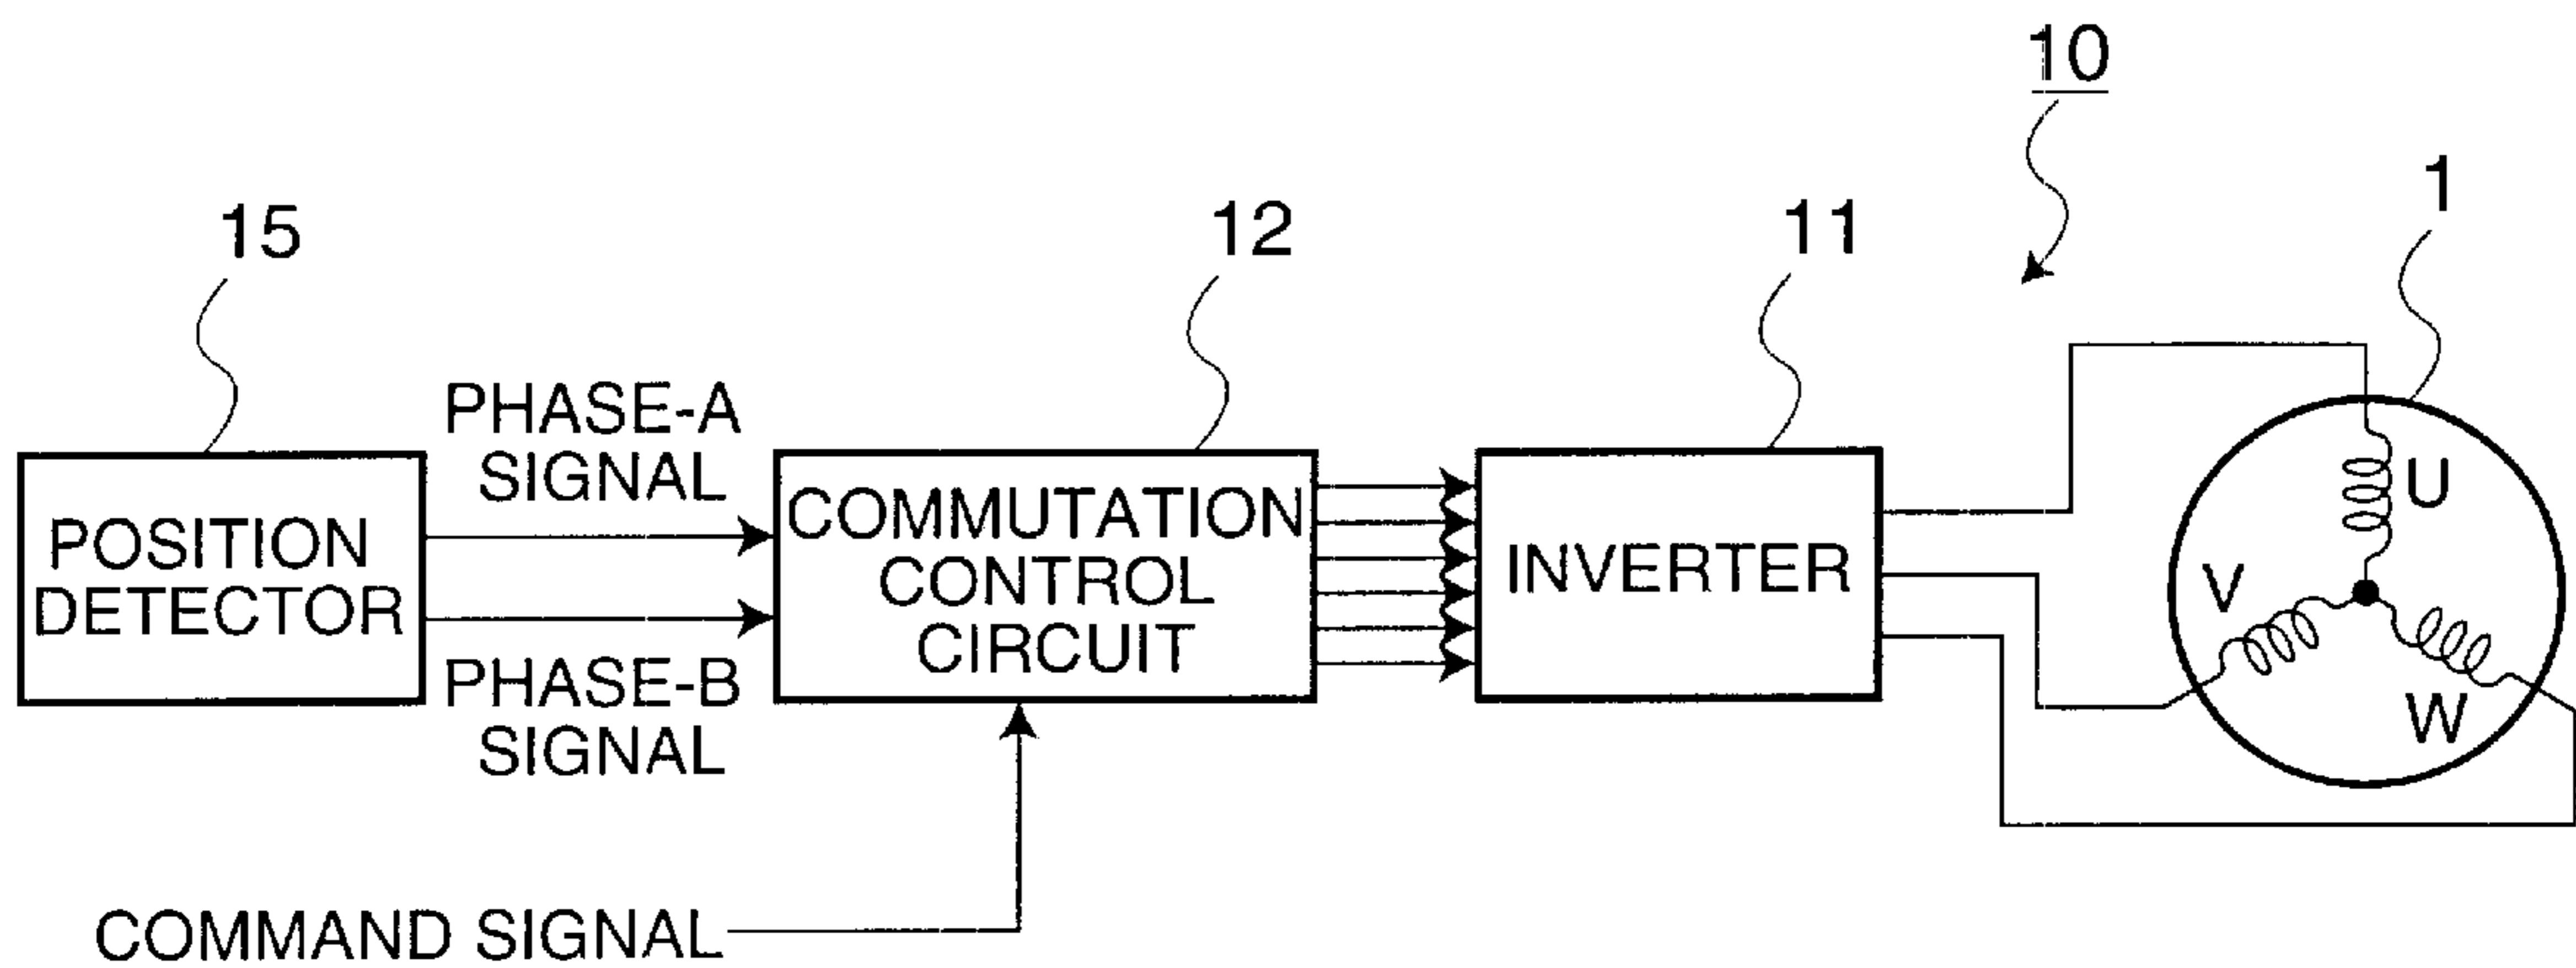 10
1
15
12
11
PHASE-A
SIGNAL
POSITION
DETECTOR
COMMUTATION
CONTROL
CIRCUIT
INVERTER
U
V
W
PHASE-B
SIGNAL
COMMAND SIGNAL